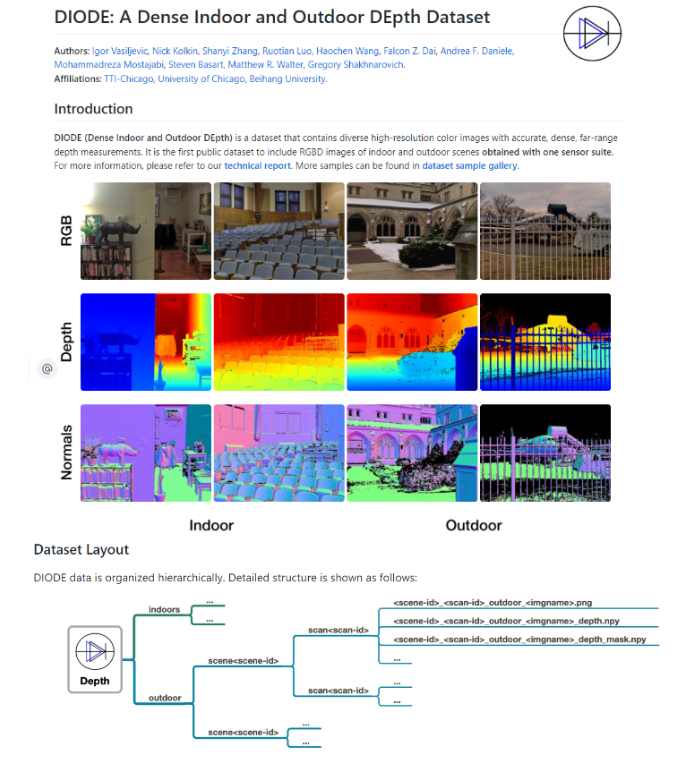 DIODE: A Dense Indoor and Outdoor DEpth Dataset
Authors: Igor Vasiljevic, Nick Kolkin, Shanyi Zhang, Ruotian Luo, Haochen Wang, Falcon Z. Dai, Andrea F. Daniele,
Mohammadreza Mostajabi, Steven Basart, Matthew R. Walter, Gregory Shakhnarovich.
Affiliations: TTI-Chicago, University of Chicago, Beihang University.
Introduction
DIODE (Dense Indoor and Outdoor DEpth) is a dataset that contains diverse high-resolution color images with accurate, dense, far-range
depth measurements. It is the first public dataset to include RGBD images of indoor and outdoor scenes obtained with one sensor suite.
For more information, please refer to our technical report. More samples can be found in dataset sample gallery.
RGB
Depth
@
Normals
Indoor
Outdoor
Dataset Layout
DIODE data is organized hierarchically. Detailed structure is shown as follows:
Depth
indoors
...
...
outdoor
scene<scene-id>
scan<scan-id>
<scene-id>_<scan-id>_outdoor_<imgname>.png
<scene-id>_<scan-id>_outdoor_<imgname>_depth.npy
<scene-id>_<scan-id>_outdoor_<imgname>_depth_mask.npy
...
scan<scan-id>
...
...
scene<scene-id>
...
...